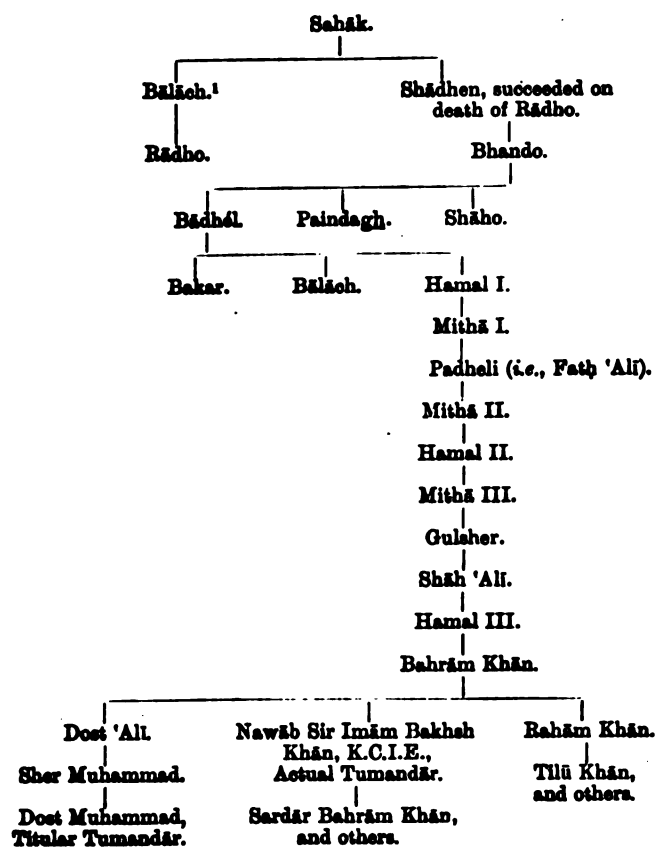 Sahāk.
Bālāch.¹
Shādhen, succeeded on
death of Rādho.
Rādho.
Bhando.
Bādhēl.
Paindagh.
Shāho.
Bakar.
Bālāch.
Hamal I.
Mithā I.
Padheli (i.e., Fatḥ 'Alī).
Mithā II.
Hamal II.
Mithā III.
Gulsher.
Shāh 'Alī.
Hamal III.
Bahrām Khān.
Dost 'Alī.
Nawāb Sir Imām Bakhsh
Khān, K.C.I.E.,
Actual Tumandār.
Rahām Khān.
Sher Muhammad.
Tilū Khān,
and others.
Dost Muhammad,
Titular Tumandār.
Sardār Bahrām Khān,
and others.